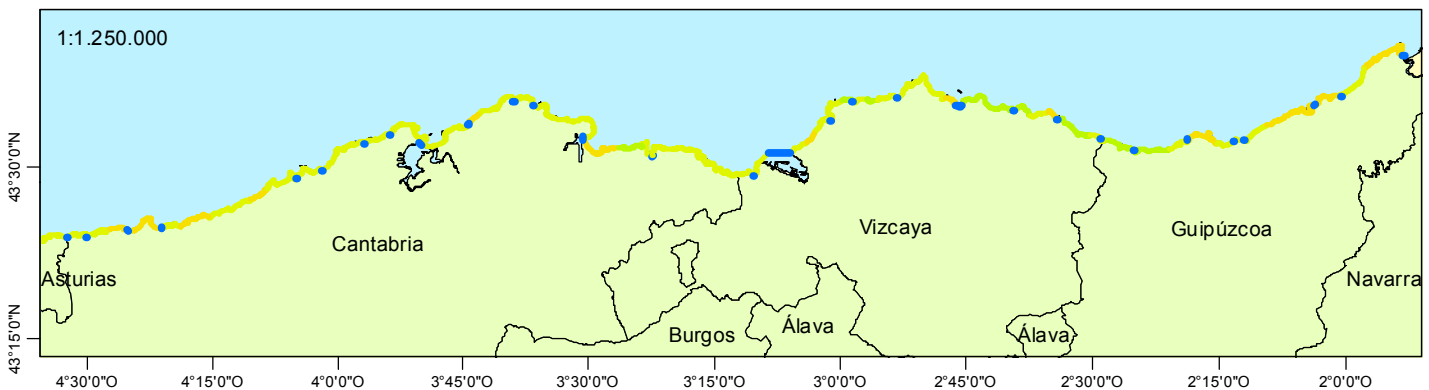 1:1.250.000
43°30'0"N
Vizcaya
Guipúzcoa
Cantabria
Asturias
Navarra
Burgos
Álava
Álava
43°15'0"N
4°30'0"O
4°15'0"O
4°0'0"O
3°45'0"O
3°30'0"O
3°15'0"O
3°0'0"O
2°45'0"O
2°30'0"O
2°15'0"O
2°0'0"O